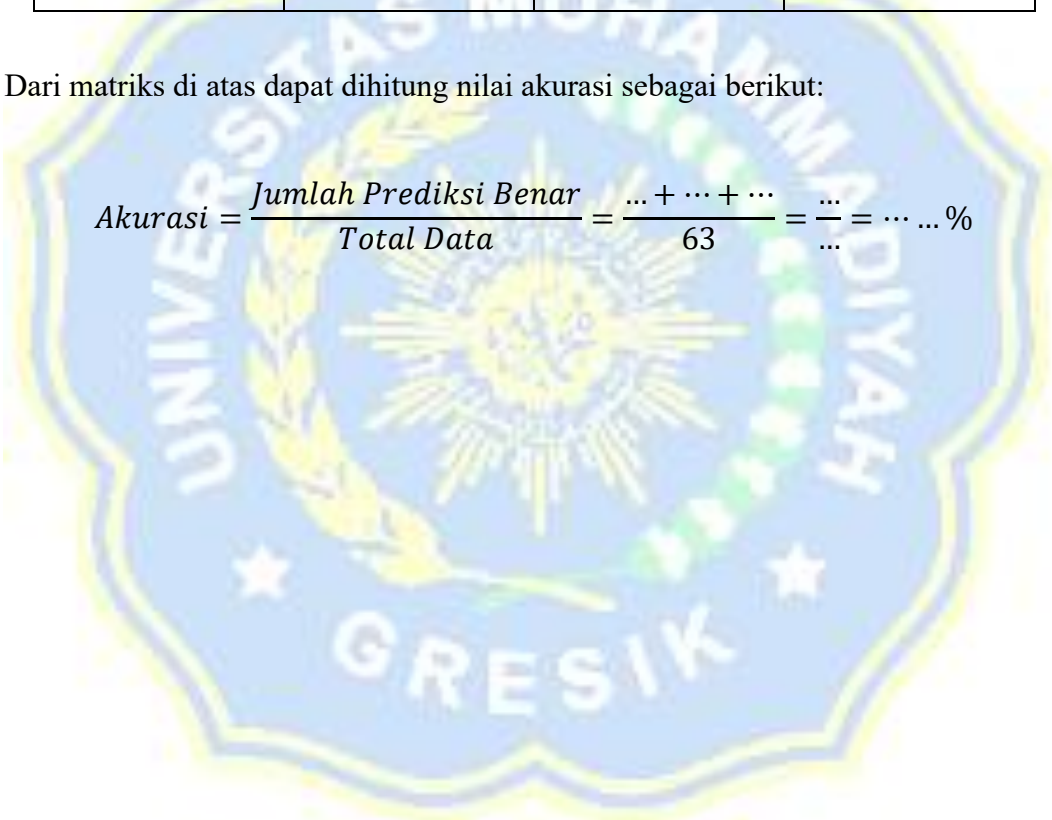 Dari matriks di atas dapat dihitung nilai akurasi sebagai berikut:
Akurasi = Jumlah Prediksi Benar / Total Data = ... + ⋯ + ⋯ / 63 = ... / ... = ⋯ ... %
UNIVERSITAS MUHAMMADIYAH
GRESIK